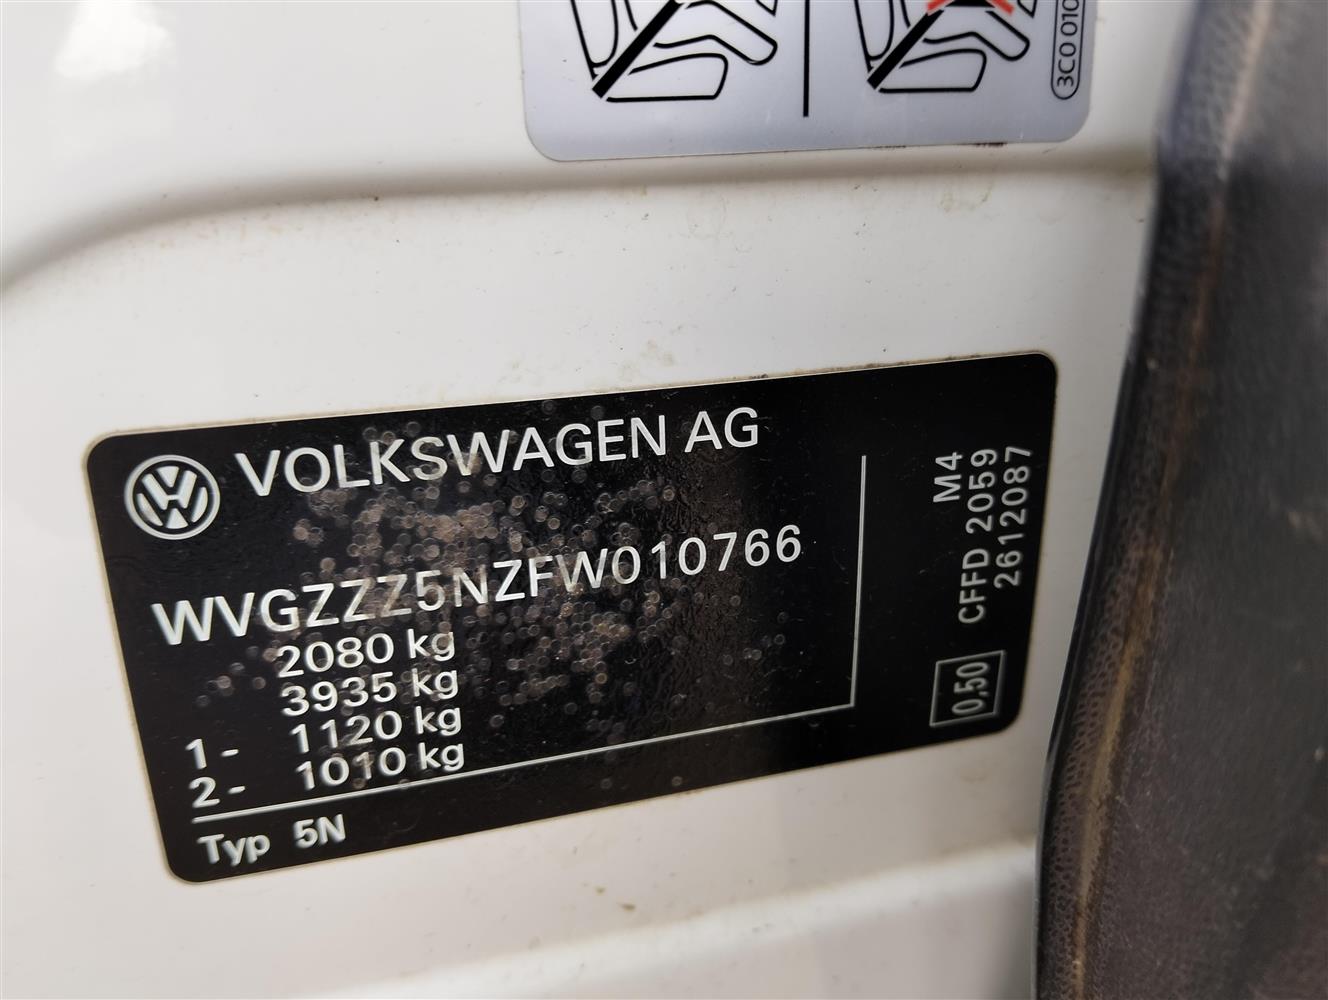 3C0 010
VOLKSWAGEN AG
WVGZZZ5NZFW010766
2080 kg
3935 kg
1- 1120 kg
2- 1010 kg
Typ 5N
M4
CFFD 2059
2612087
0,50